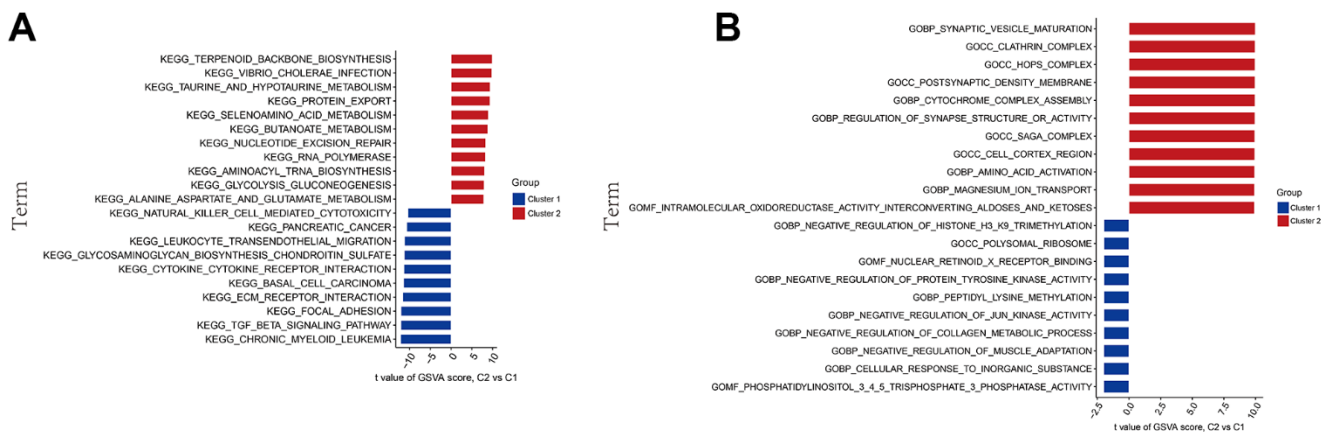 A
Term
KEGG_TERPENOID_BACKBONE_BIOSYNTHESIS
KEGG_VIBRIO_CHOLERAE_INFECTION
KEGG_TAURINE_AND_HYPOTAURINE_METABOLISM
KEGG_PROTEIN_EXPORT
KEGG_SELENOAMINO_ACID_METABOLISM
KEGG_BUTANOATE_METABOLISM
KEGG_NUCLEOTIDE_EXCISION_REPAIR
KEGG_RNA_POLYMERASE
KEGG_AMINOACYL_TRNA_BIOSYNTHESIS
KEGG_GLYCOLYSIS_GLUCONEOGENESIS
KEGG_ALANINE_ASPARTATE_AND_GLUTAMATE_METABOLISM
KEGG_NATURAL_KILLER_CELL_MEDIATED_CYTOTOXICITY
KEGG_PANCREATIC_CANCER
KEGG_LEUKOCYTE_TRANSENDOTHELIAL_MIGRATION
KEGG_GLYCOSAMINOGLYCAN_BIOSYNTHESIS_CHONDROITIN_SULFATE
KEGG_CYTOKINE_CYTOKINE_RECEPTOR_INTERACTION
KEGG_BASAL_CELL_CARCINOMA
KEGG_ECM_RECEPTOR_INTERACTION
KEGG_FOCAL_ADHESION
KEGG_TGF_BETA_SIGNALING_PATHWAY
KEGG_CHRONIC_MYELOID_LEUKEMIA
-10 -5 0 5 10
t value of GSVA score, C2 vs C1
Group
Cluster 1
Cluster 2
B
Term
GOBP_SYNAPTIC_VESICLE_MATURATION
GOCC_CLATHRIN_COMPLEX
GOCC_HOPS_COMPLEX
GOCC_POSTSYNAPTIC_DENSITY_MEMBRANE
GOBP_CYTOCHROME_COMPLEX_ASSEMBLY
GOBP_REGULATION_OF_SYNAPSE_STRUCTURE_OR_ACTIVITY
GOCC_SAGA_COMPLEX
GOCC_CELL_CORTEX_REGION
GOBP_AMINO_ACID_ACTIVATION
GOBP_MAGNESIUM_ION_TRANSPORT
GOMF_INTRAMOLECULAR_OXIDOREDUCTASE_ACTIVITY_INTERCONVERTING_ALDOSES_AND_KETOSES
GOBP_NEGATIVE_REGULATION_OF_HISTONE_H3_K9_TRIMETHYLATION
GOCC_POLYSOMAL_RIBOSOME
GOMF_NUCLEAR_RETINOID_X_RECEPTOR_BINDING
GOBP_NEGATIVE_REGULATION_OF_PROTEIN_TYROSINE_KINASE_ACTIVITY
GOBP_PEPTIDYL_LYSINE_METHYLATION
GOBP_NEGATIVE_REGULATION_OF_JUN_KINASE_ACTIVITY
GOBP_NEGATIVE_REGULATION_OF_COLLAGEN_METABOLIC_PROCESS
GOBP_NEGATIVE_REGULATION_OF_MUSCLE_ADAPTATION
GOBP_CELLULAR_RESPONSE_TO_INORGANIC_SUBSTANCE
GOMF_PHOSPHATIDYLINOSITOL_3_4_5_TRISPHOSPHATE_3_PHOSPHATASE_ACTIVITY
-2.5 0.0 2.5 5.0 7.5 10.0
t value of GSVA score, C2 vs C1
Group
Cluster 1
Cluster 2